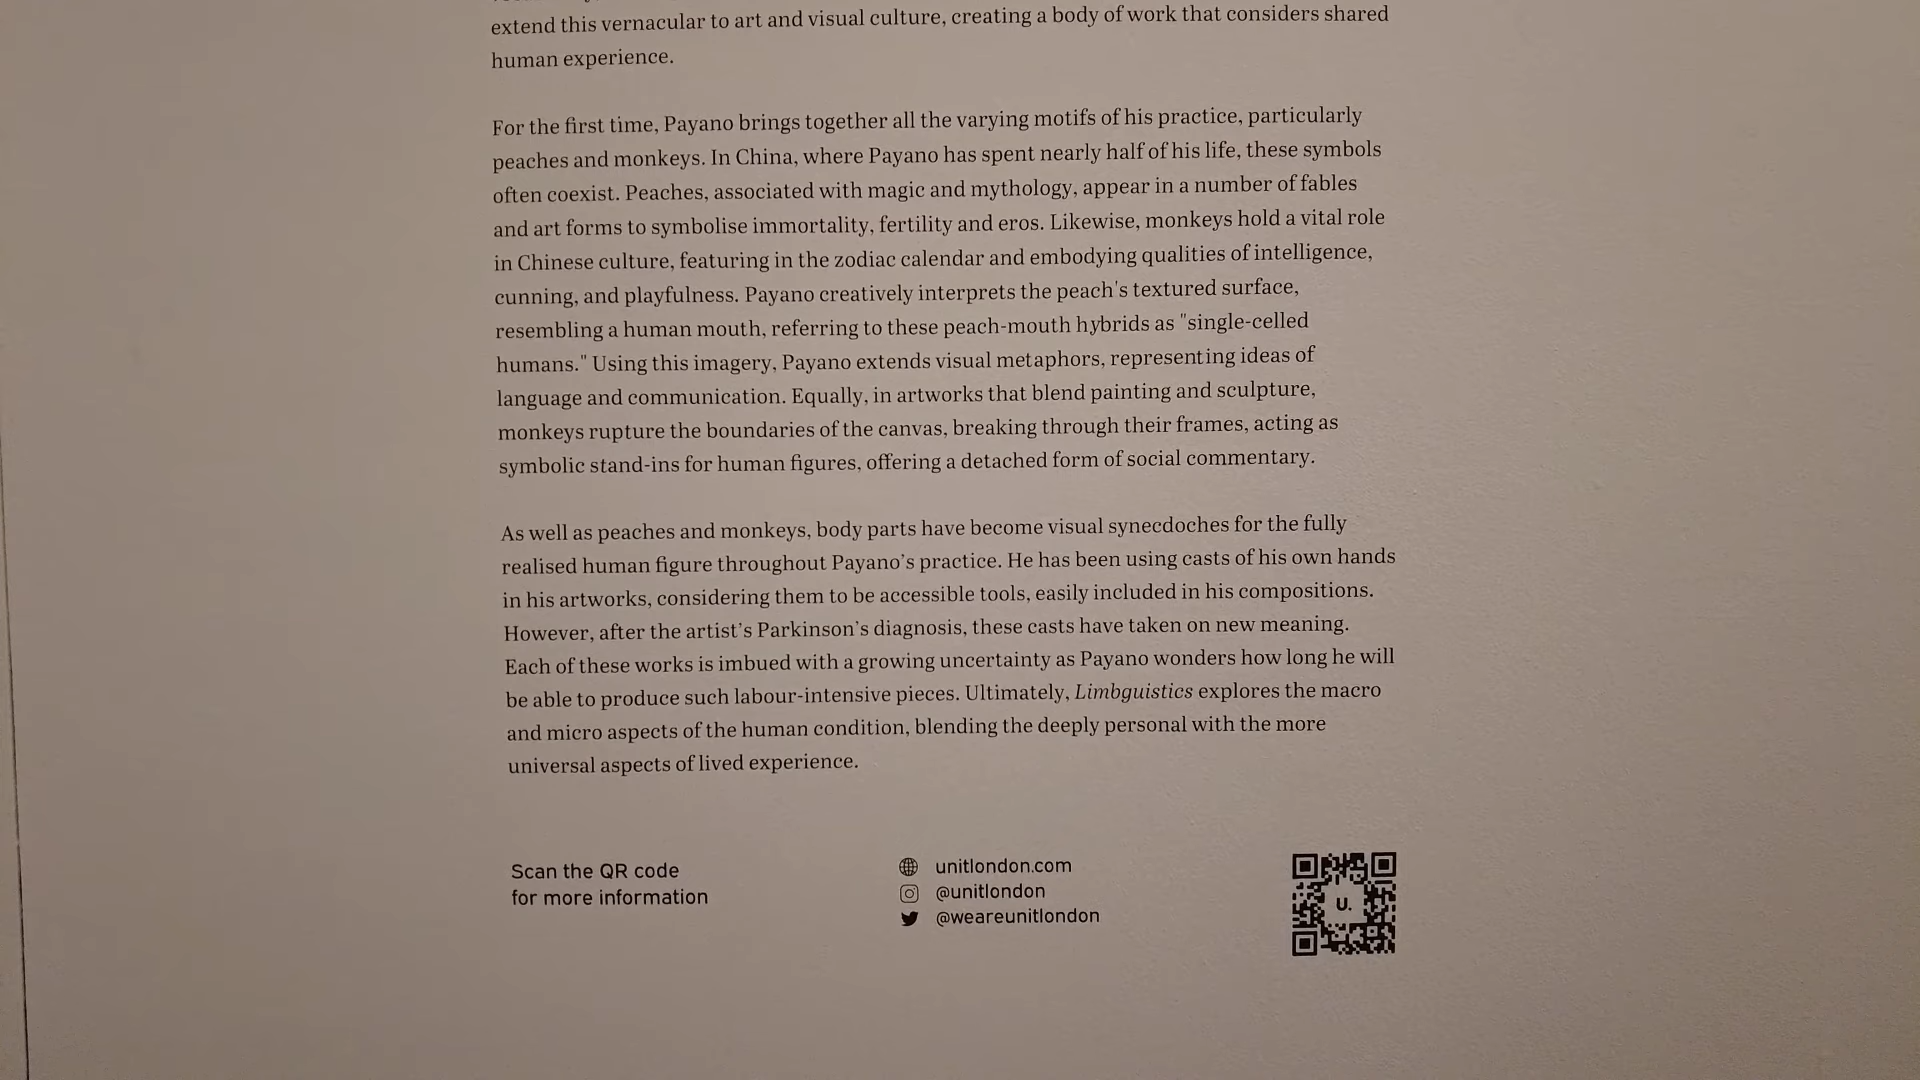 extend this vernacular to art and visual culture, creating a body of work that considers shared
human experience.
For the first time, Payano brings together all the varying motifs of his practice, particularly
peaches and monkeys. In China, where Payano has spent nearly half of his life, these symbols
often coexist. Peaches, associated with magic and mythology, appear in a number of fables
and art forms to symbolise immortality, fertility and eros. Likewise, monkeys hold a vital role
in Chinese culture, featuring in the zodiac calendar and embodying qualities of intelligence,
cunning, and playfulness. Payano creatively interprets the peach's textured surface,
resembling a human mouth, referring to these peach-mouth hybrids as "single-celled
humans." Using this imagery, Payano extends visual metaphors, representing ideas of
language and communication. Equally, in artworks that blend painting and sculpture,
monkeys rupture the boundaries of the canvas, breaking through their frames, acting as
symbolic stand-ins for human figures, offering a detached form of social commentary.
As well as peaches and monkeys, body parts have become visual synecdoches for the fully
realised human figure throughout Payano's practice. He has been using casts of his own hands
in his artworks, considering them to be accessible tools, easily included in his compositions.
However, after the artist's Parkinson's diagnosis, these casts have taken on new meaning.
Each of these works is imbued with a growing uncertainty as Payano wonders how long he will
be able to produce such labour-intensive pieces. Ultimately, Limbguistics explores the macro
and micro aspects of the human condition, blending the deeply personal with the more
universal aspects of lived experience.
Scan the QR code
for more information
unitlondon.com
@unitlondon
@weareunitlondon
U.